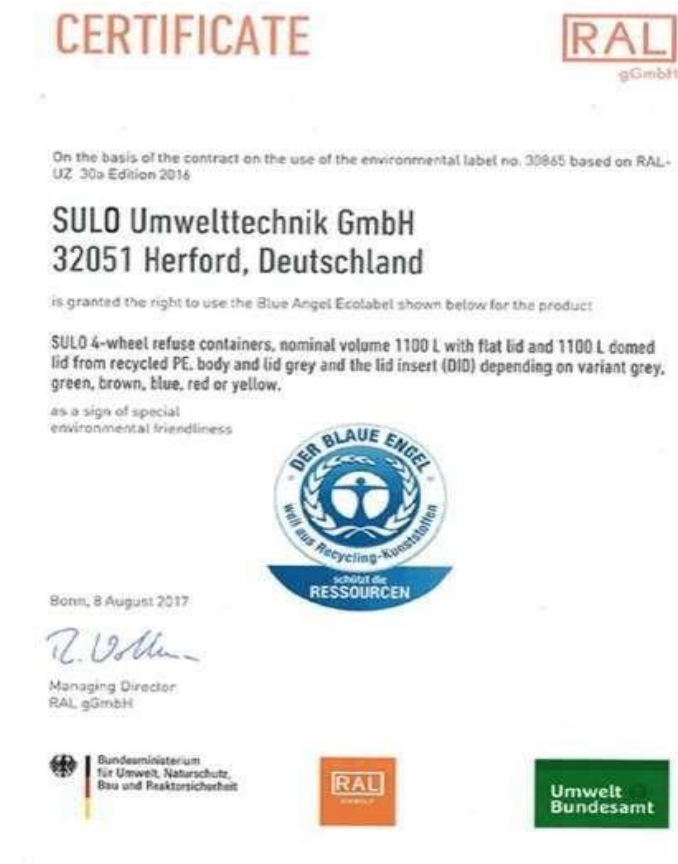 CERTIFICATE
RAL
gGmbH
On the basis of the contract on the use of the environmental label no. 30865 based on RAL-
UZ 30a Edition 2016
SULO Umwelttechnik GmbH
32051 Herford, Deutschland
is granted the right to use the Blue Angel Ecolabel shown below for the product
SULO 4-wheel refuse containers, nominal volume 1100 L with flat lid and 1100 L domed
lid from recycled PE, body and lid grey and the lid insert (DID) depending on variant grey,
green, brown, blue, red or yellow.
as a sign of special
environmental friendliness
DER BLAUE ENGEL
weil aus Recycling-Kunststoffen
schützt die
RESSOURCEN
Bonn, 8 August 2017
Managing Director
RAL gGmbH
Bundesministerium
für Umwelt, Naturschutz,
Bau und Reaktorsicherheit
RAL
Umwelt
Bundesamt